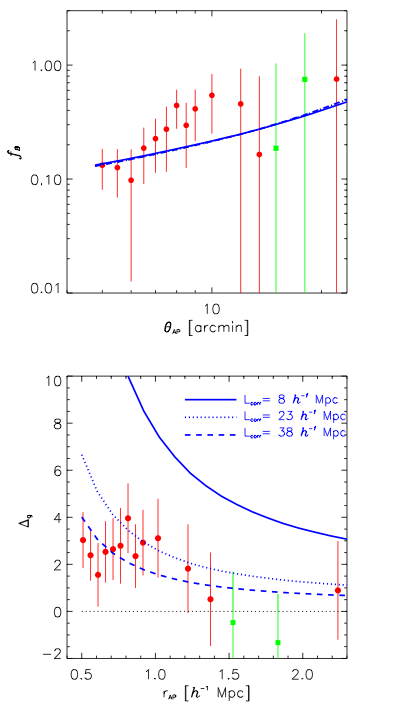 1.00
f_B
0.10
0.01
10
θ_AP [arcmin]
10
L_corr= 8 h⁻¹ Mpc
L_corr= 23 h⁻¹ Mpc
L_corr= 38 h⁻¹ Mpc
8
6
4
Δ_g
2
0
−2
0.5 1.0 1.5 2.0
r_AP [h⁻¹ Mpc]